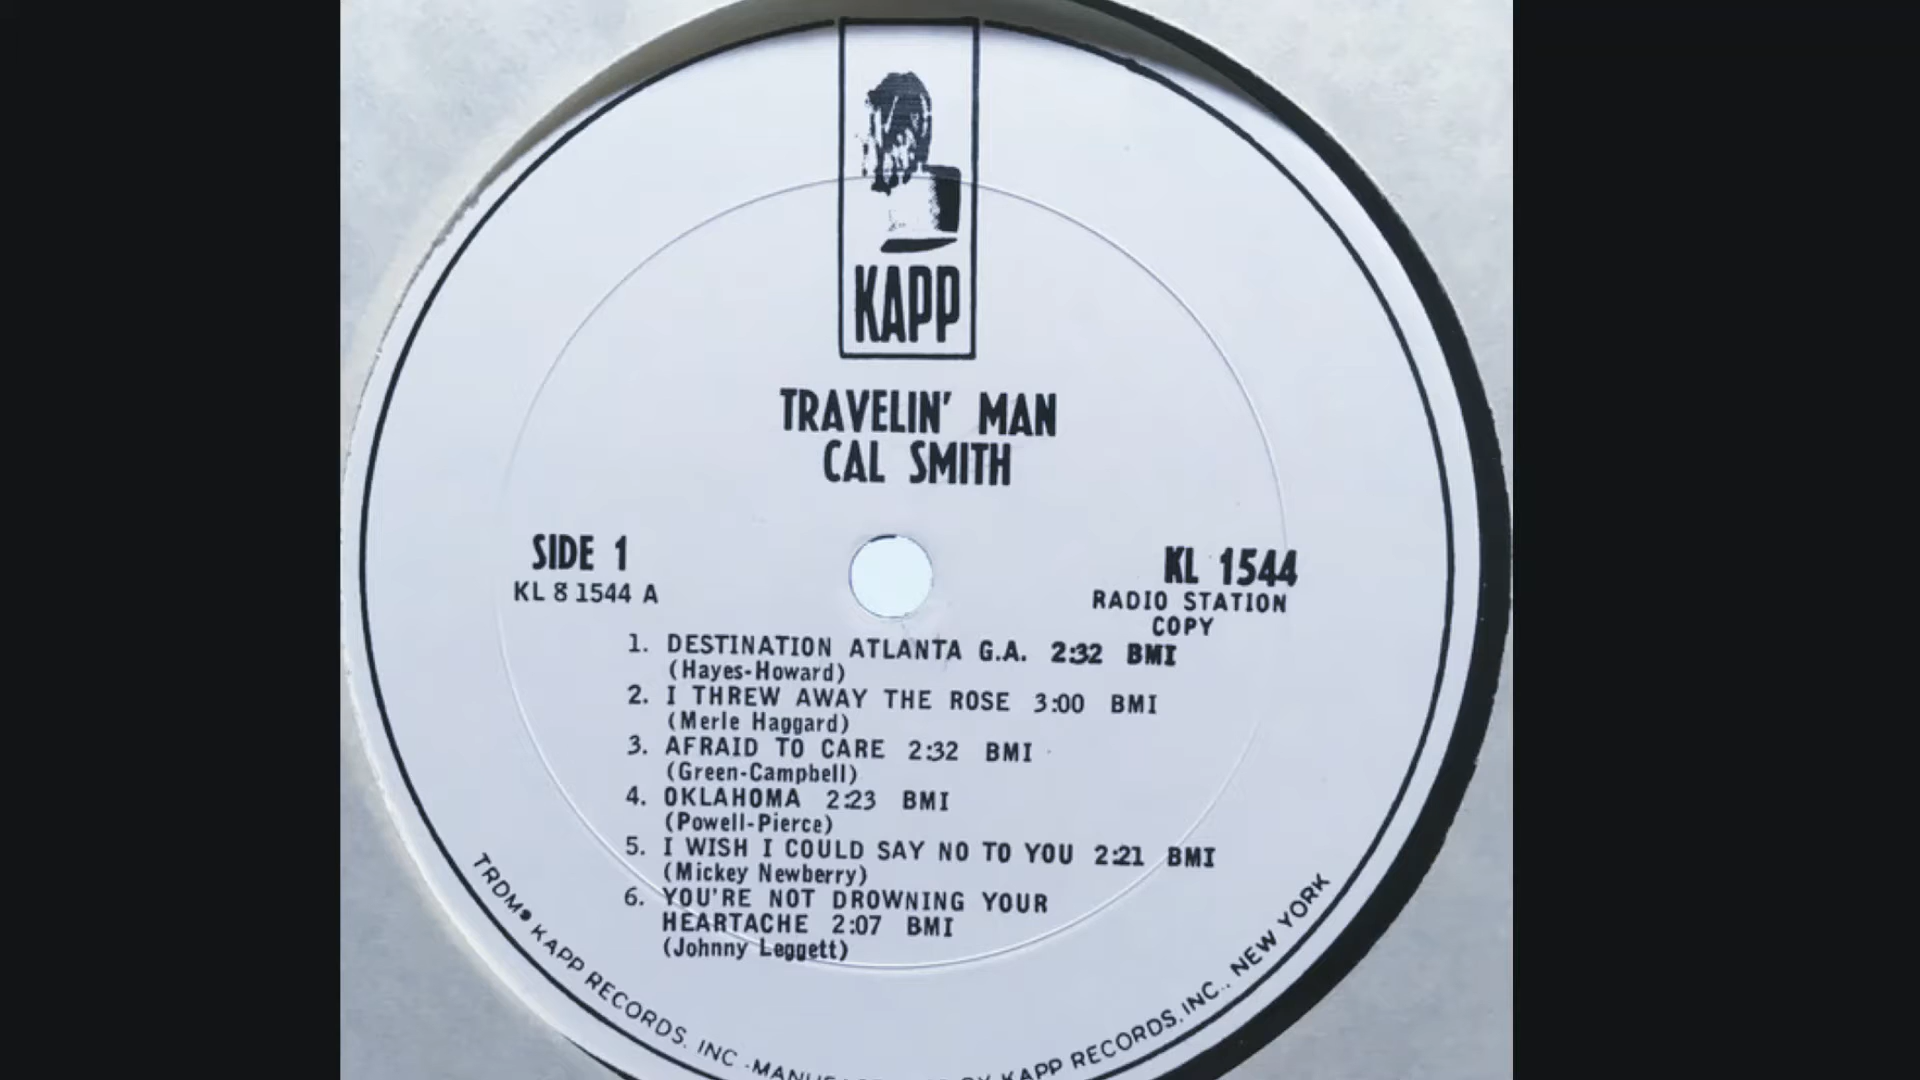 KAPP
TRAVELIN' MAN
CAL SMITH
SIDE 1
KL 8 1544 A
KL 1544
RADIO STATION
COPY
1. DESTINATION ATLANTA G.A. 2:32 BMI
(Hayes-Howard)
2. I THREW AWAY THE ROSE 3:00 BMI
(Merle Haggard)
3. AFRAID TO CARE 2:32 BMI
(Green-Campbell)
4. OKLAHOMA 2:23 BMI
(Powell-Pierce)
5. I WISH I COULD SAY NO TO YOU 2:21 BMI
(Mickey Newberry)
6. YOU'RE NOT DROWNING YOUR
HEARTACHE 2:07 BMI
(Johnny Leggett)
TRDM® KAPP RECORDS, INC. KAPP RECORDS, INC., NEW YORK